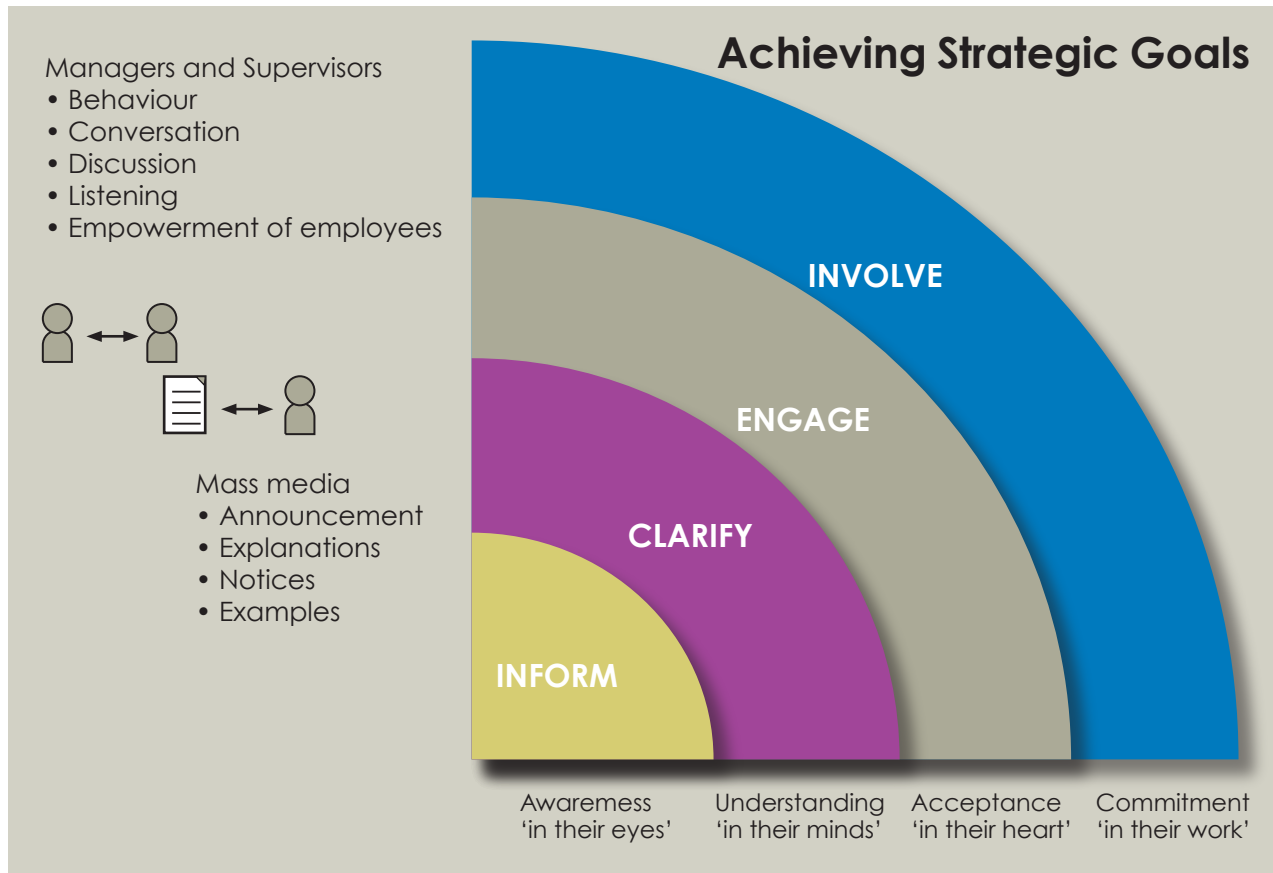 Achieving Strategic Goals
Managers and Supervisors
• Behaviour
• Conversation
• Discussion
• Listening
• Empowerment of employees
Mass media
• Announcement
• Explanations
• Notices
• Examples
INVOLVE
ENGAGE
CLARIFY
INFORM
Awaremess
‘in their eyes’
Understanding
‘in their minds’
Acceptance
‘in their heart’
Commitment
‘in their work’